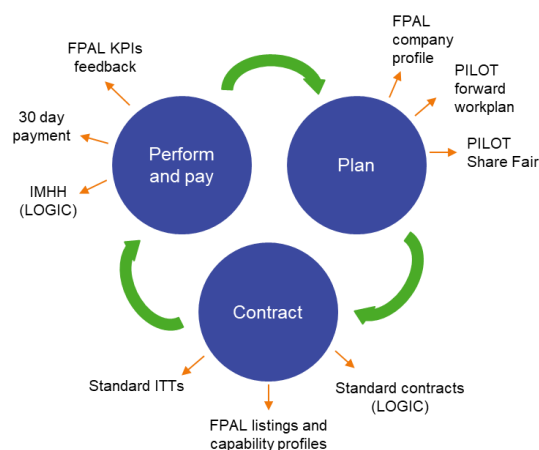 FPAL KPIs
feedback
30 day
payment
IMHH
(LOGIC)
Perform
and pay
FPAL
company
profile
PILOT
forward
workplan
PILOT
Share Fair
Plan
Contract
Standard ITTs
FPAL listings and
capability profiles
Standard contracts
(LOGIC)